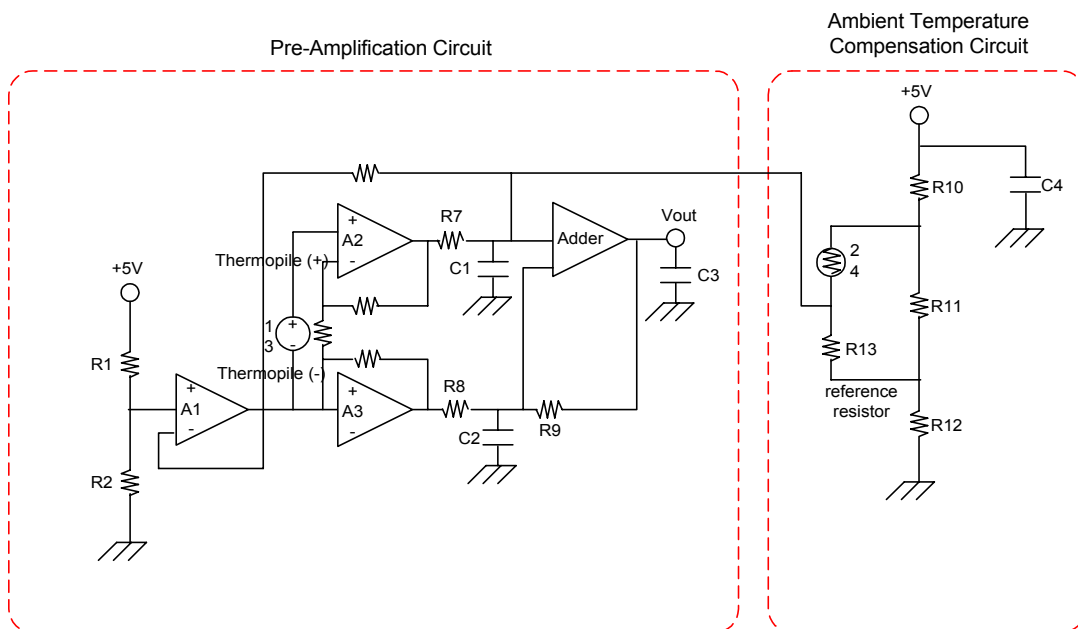 Pre-Amplification Circuit
Ambient Temperature
Compensation Circuit
+5V
R10
C4
R7
Vout
+
A2
-
Adder
2
4
Thermopile (+)
C1
C3
+5V
1
3
+
-
R11
R1
R13
Thermopile (-)
R8
reference
resistor
+
A1
-
+
A3
-
C2
R9
R12
R2